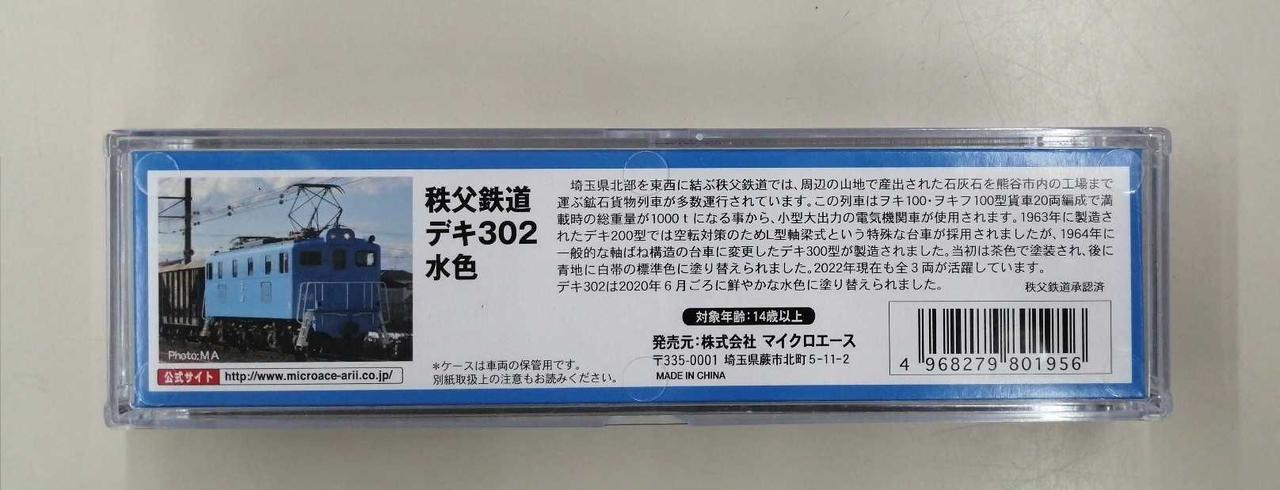 秩父鉄道
デキ302
水色
埼玉県北部を東西に結ぶ秩父鉄道では、周辺の山地で産出された石灰石を熊谷市内の工場まで
運ぶ鉱石貨物列車が多数運行されています。この列車はヲキ100・ヲキフ100型貨車20両編成で満
載時の総重量が1000tになる事から、小型大出力の電気機関車が使用されます。1963年に製造さ
れたデキ200型では空転対策のためL型軸梁式という特殊な台車が採用されましたが、1964年に
一般的な軸ばね構造の台車に変更したデキ300型が製造されました。当初は茶色で塗装され、後に
青地に白帯の標準色に塗り替えられました。2022年現在も全3両が活躍しています。
デキ302は2020年6月ごろに鮮やかな水色に塗り替えられました。
秩父鉄道承認済
対象年齢:14歳以上
発売元:株式会社 マイクロエース
〒335-0001 埼玉県蕨市北町5-11-2
MADE IN CHINA
4 968279 801956
Photo:MA
公式サイト http://www.microace-arii.co.jp/
*ケースは車両の保管用です。
別紙取扱上の注意もお読みください。